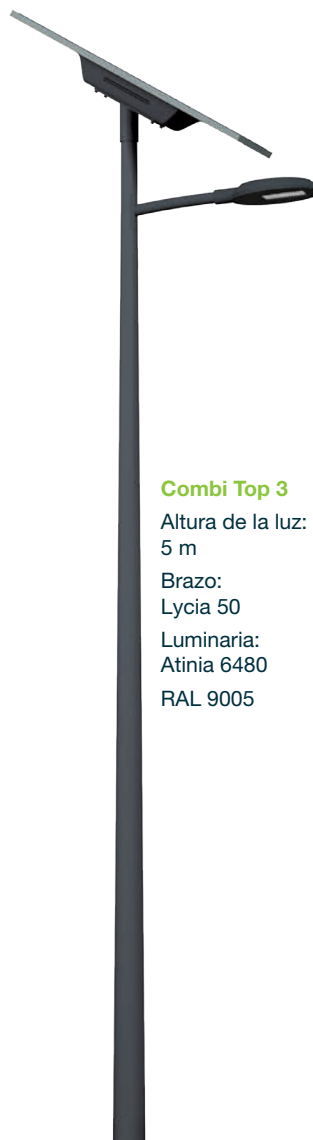 Combi Top 3
Altura de la luz:
5 m
Brazo:
Lycia 50
Luminaria:
Atinia 6480
RAL 9005